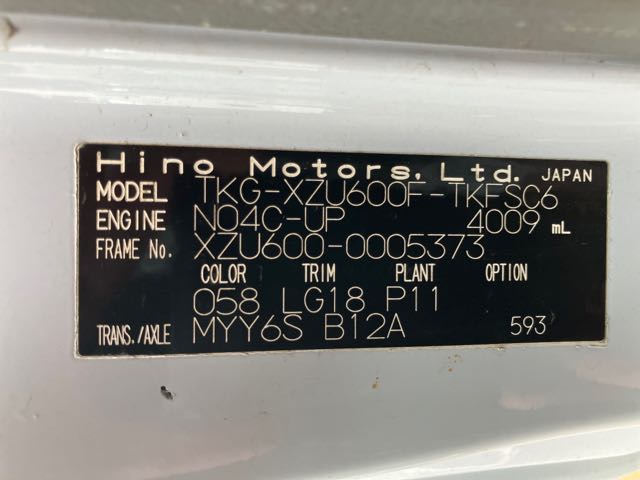 Hino Motors, Ltd. JAPAN
MODEL TKG-XZU600F-TKFSC6
ENGINE N04C-UP 4009 mL
FRAME No. XZU600-0005373
COLOR TRIM PLANT OPTION
058 LG18 P11
TRANS./AXLE MYY6S B12A 593